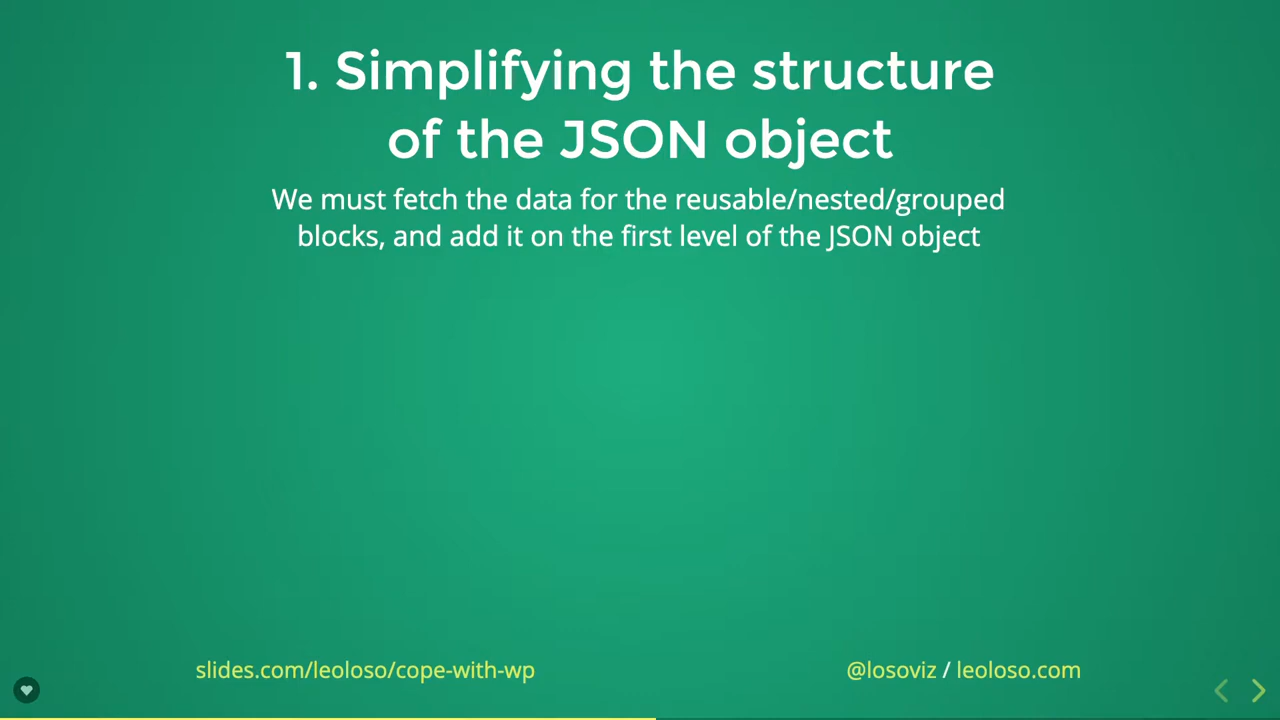 1. Simplifying the structure
of the JSON object
We must fetch the data for the reusable/nested/grouped
blocks, and add it on the first level of the JSON object
slides.com/leoloso/cope-with-wp
@losoviz / leoloso.com